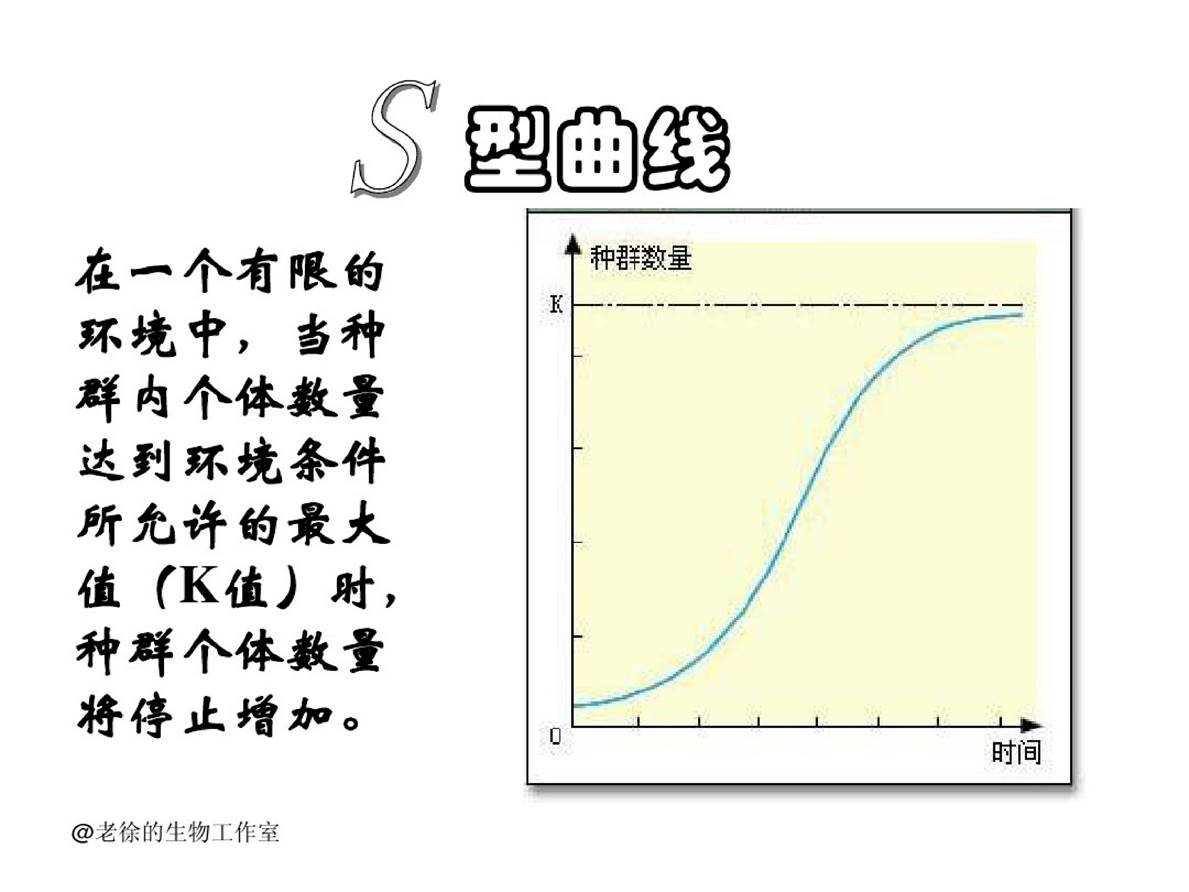 S 型曲线
在一个有限的
环境中，当种
群内个体数量
达到环境条件
所允许的最大
值（K值）时，
种群个体数量
将停止增加。
种群数量
K
0
时间
@老徐的生物工作室